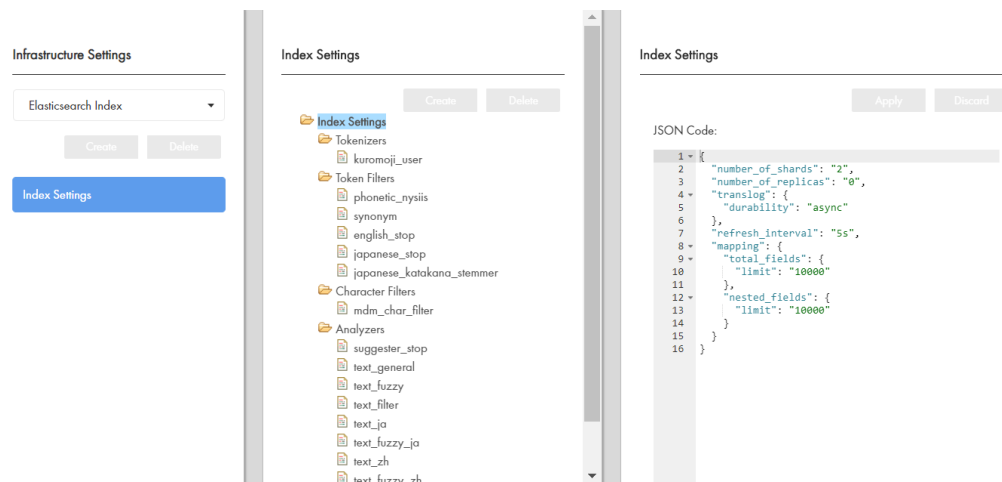 Infrastructure Settings
Elasticsearch Index
Create Delete
Index Settings
Index Settings
Create Delete
Index Settings
Tokenizers
kuromoji_user
Token Filters
phonetic_nysiis
synonym
english_stop
japanese_stop
japanese_katakana_stemmer
Character Filters
mdm_char_filter
Analyzers
suggester_stop
text_general
text_fuzzy
text_filter
text_ja
text_fuzzy_ja
text_zh
text_fuzzy_zh
Index Settings
Apply Discard
JSON Code:
1 {
2 "number_of_shards": "2",
3 "number_of_replicas": "0",
4 "translog": {
5 "durability": "async"
6 },
7 "refresh_interval": "5s",
8 "mapping": {
9 "total_fields": {
10 "limit": "10000"
11 },
12 "nested_fields": {
13 "limit": "10000"
14 }
15 }
16 }